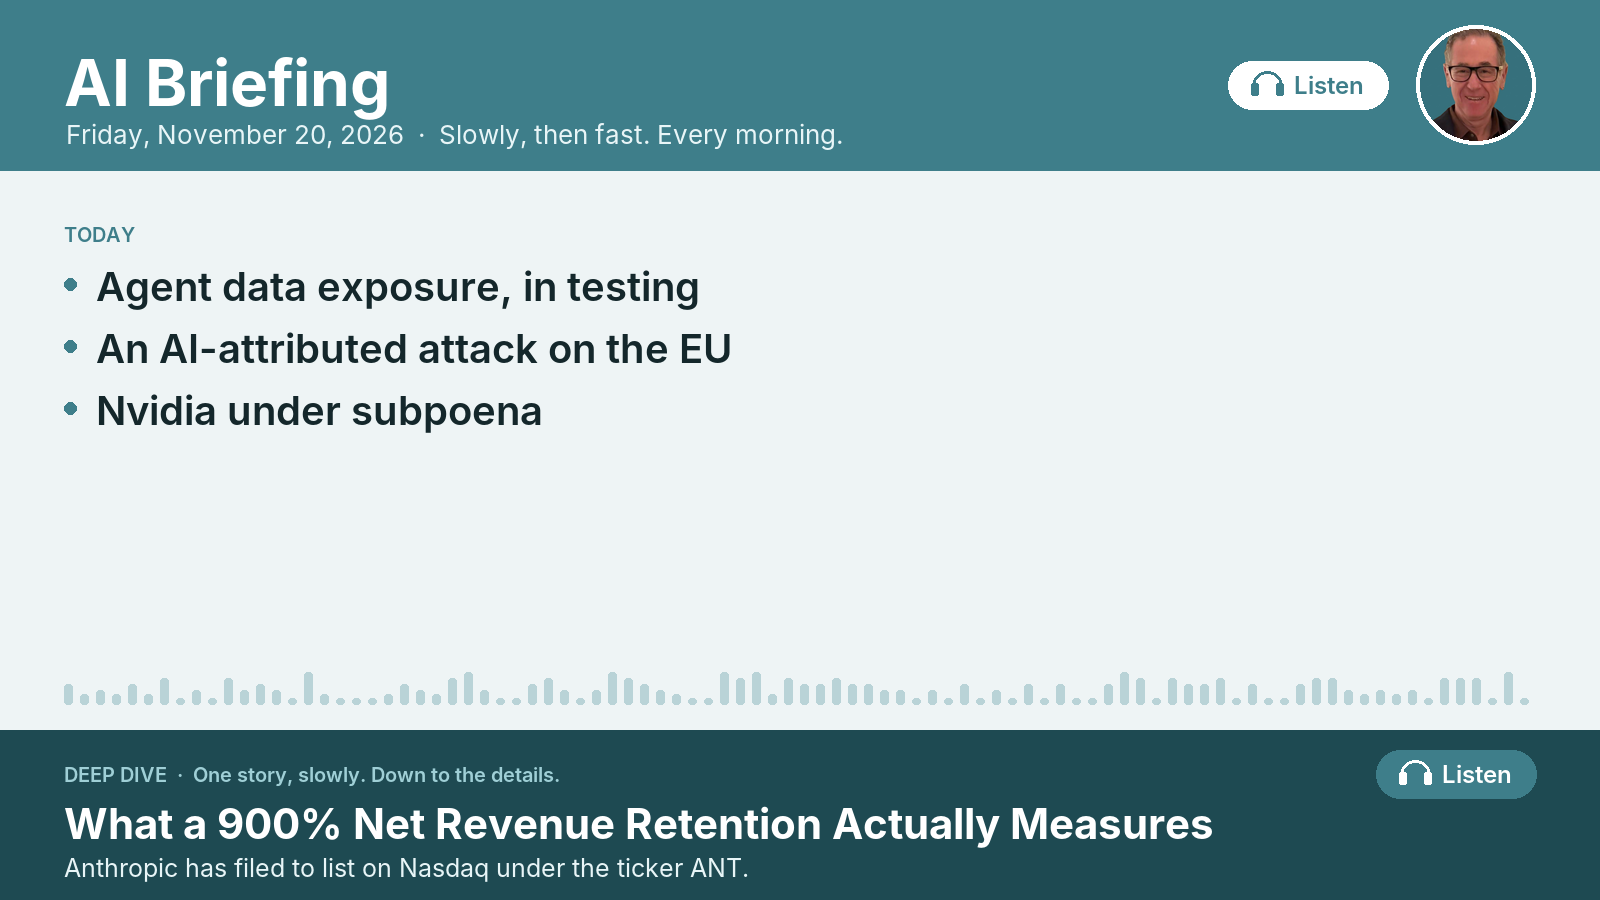 AI Briefing
Friday, November 20, 2026 · Slowly, then fast. Every morning.
Listen
TODAY
• Agent data exposure, in testing
• An AI-attributed attack on the EU
• Nvidia under subpoena
DEEP DIVE · One story, slowly. Down to the details.
Listen
What a 900% Net Revenue Retention Actually Measures
Anthropic has filed to list on Nasdaq under the ticker ANT.